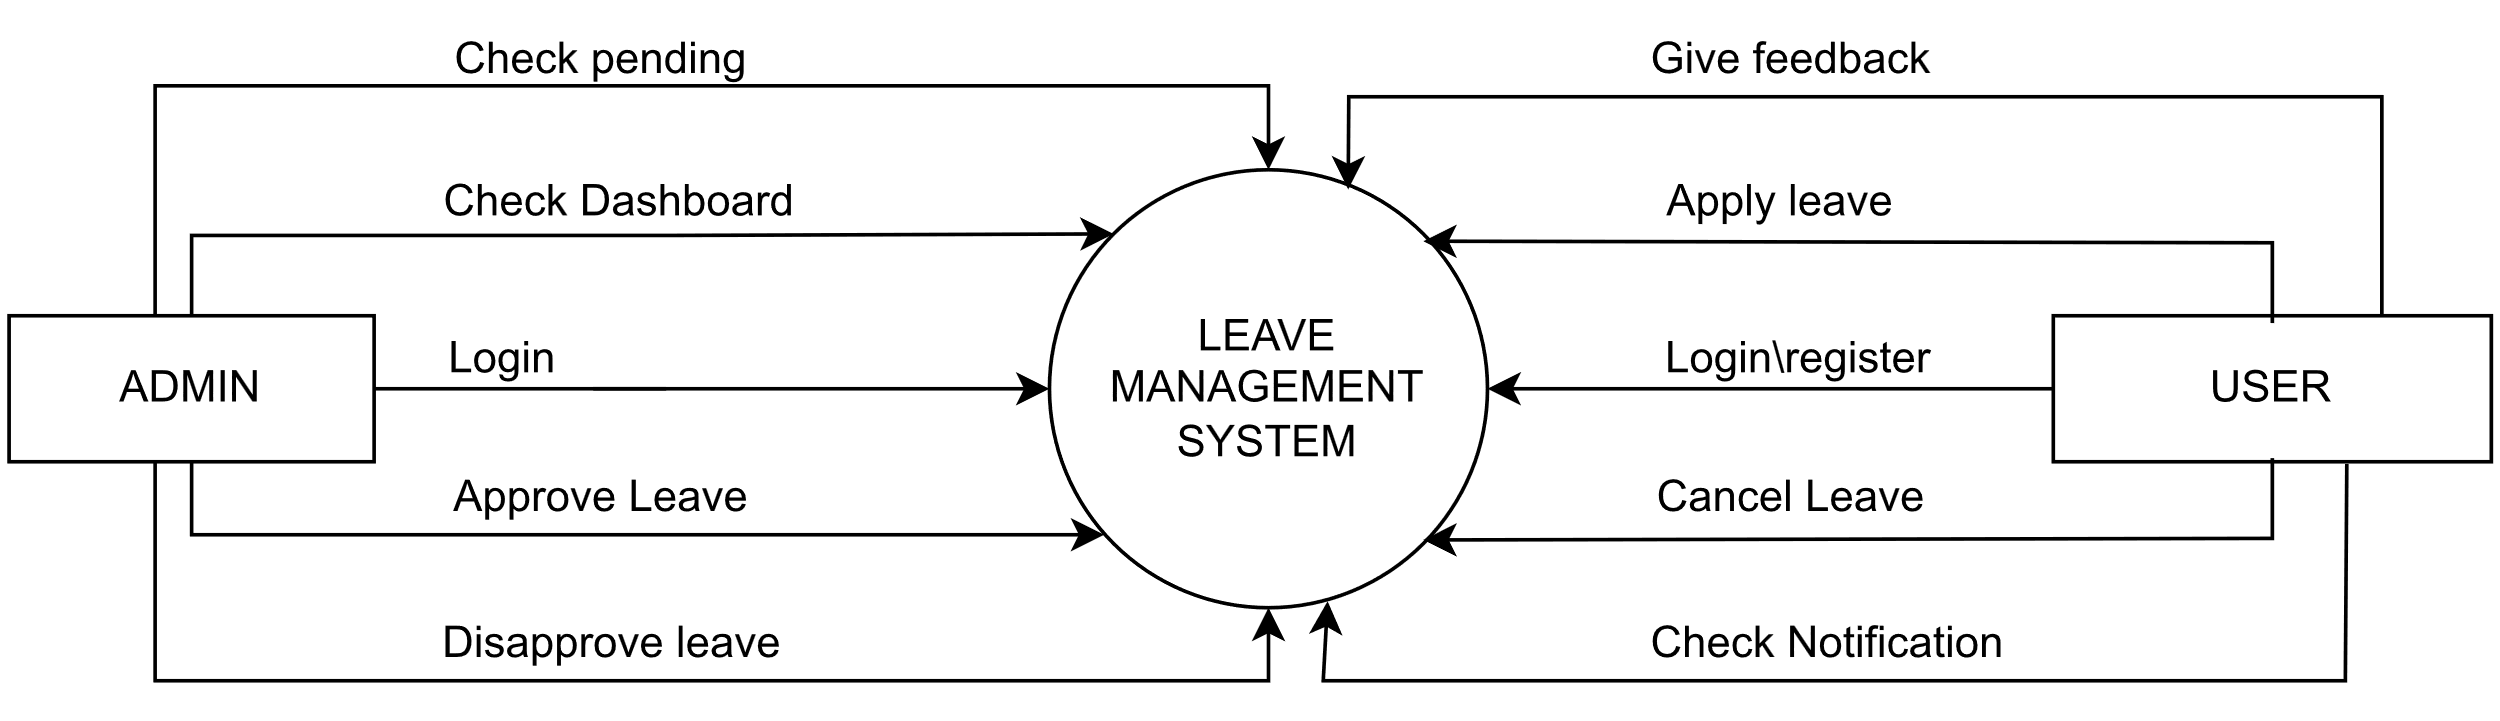 Check pending
Give feedback
Check Dashboard
Apply leave
LEAVE
MANAGEMENT
SYSTEM
Login
Login\register
ADMIN
USER
Approve Leave
Cancel Leave
Disapprove leave
Check Notification